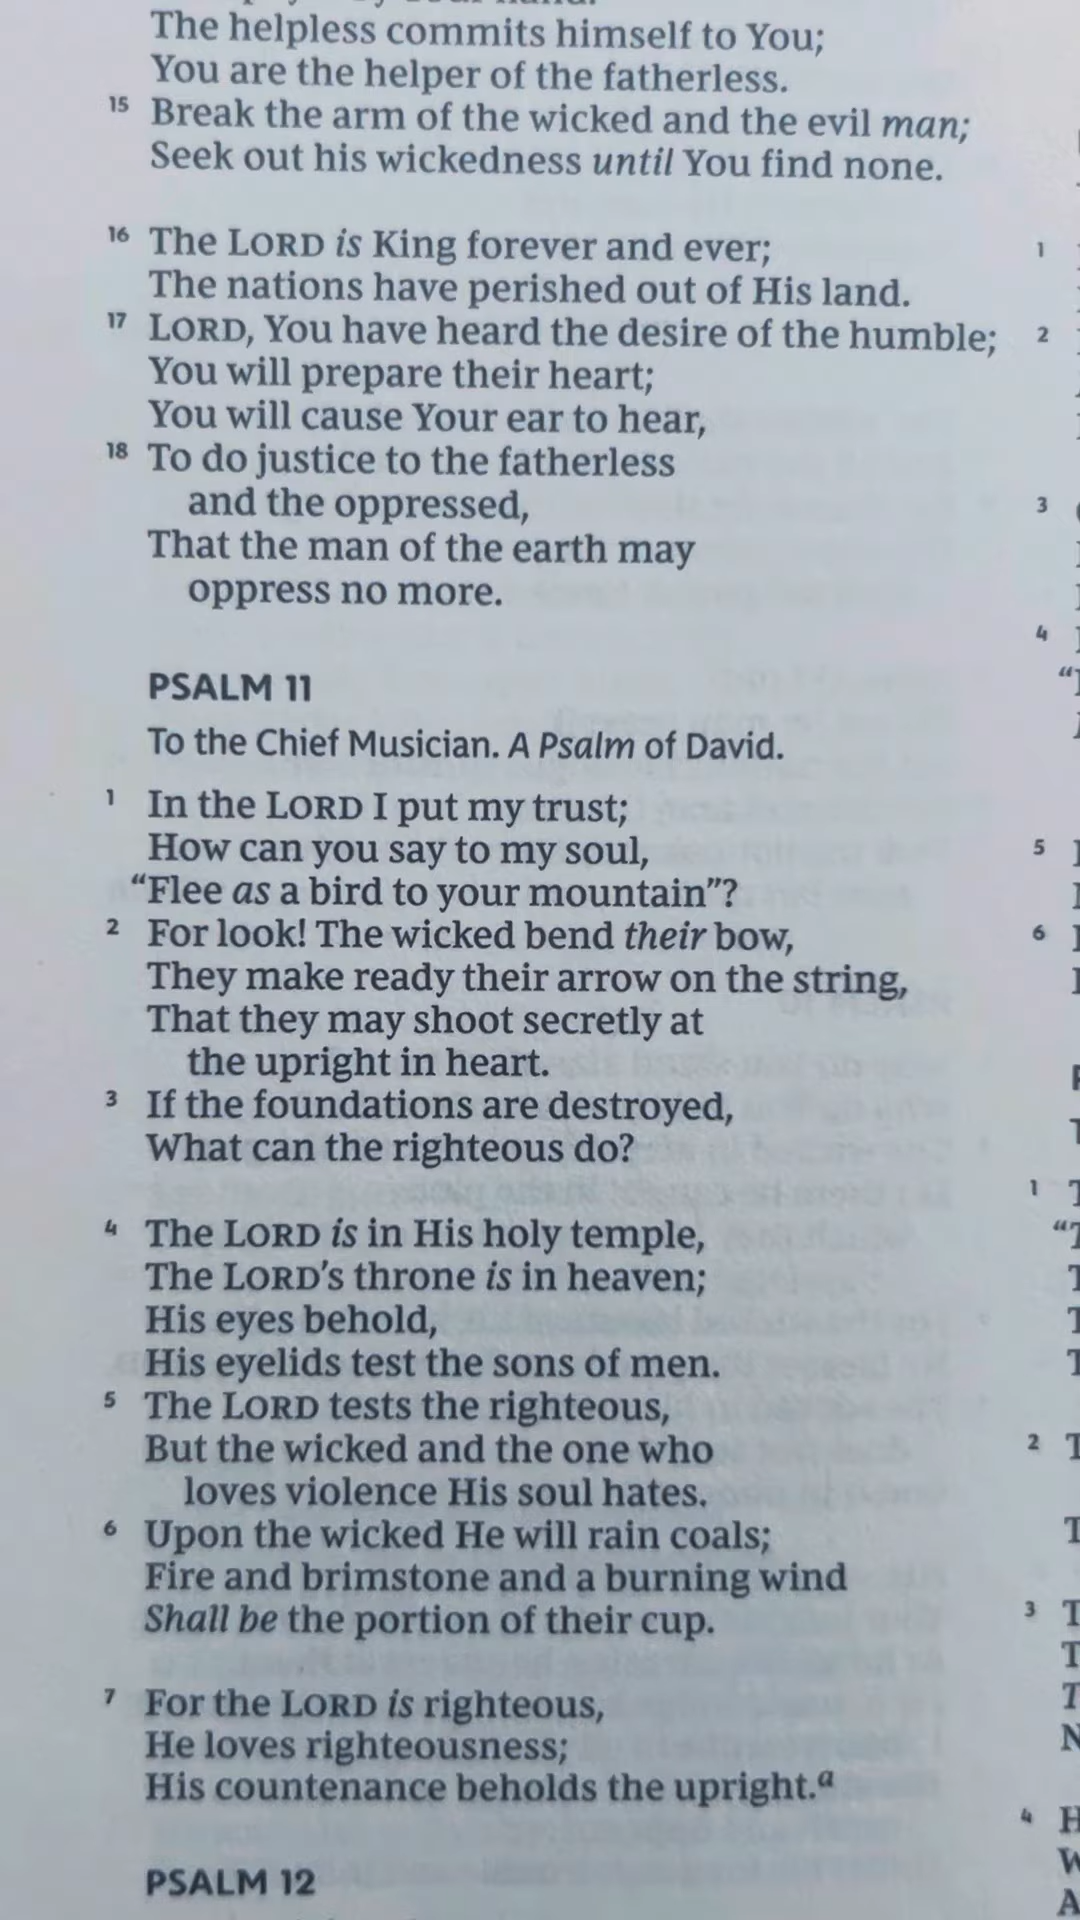 The helpless commits himself to You;
You are the helper of the fatherless.
15 Break the arm of the wicked and the evil man;
Seek out his wickedness until You find none.
16 The LORD is King forever and ever;
The nations have perished out of His land.
17 LORD, You have heard the desire of the humble;
You will prepare their heart;
You will cause Your ear to hear,
18 To do justice to the fatherless
and the oppressed,
That the man of the earth may
oppress no more.
PSALM 11
To the Chief Musician. A Psalm of David.
1 In the LORD I put my trust;
How can you say to my soul,
“Flee as a bird to your mountain”?
2 For look! The wicked bend their bow,
They make ready their arrow on the string,
That they may shoot secretly at
the upright in heart.
3 If the foundations are destroyed,
What can the righteous do?
4 The LORD is in His holy temple,
The LORD’s throne is in heaven;
His eyes behold,
His eyelids test the sons of men.
5 The LORD tests the righteous,
But the wicked and the one who
loves violence His soul hates.
6 Upon the wicked He will rain coals;
Fire and brimstone and a burning wind
Shall be the portion of their cup.
7 For the LORD is righteous,
He loves righteousness;
His countenance beholds the upright.a
PSALM 12
1
2
3
4
5
6
1
2
3
4